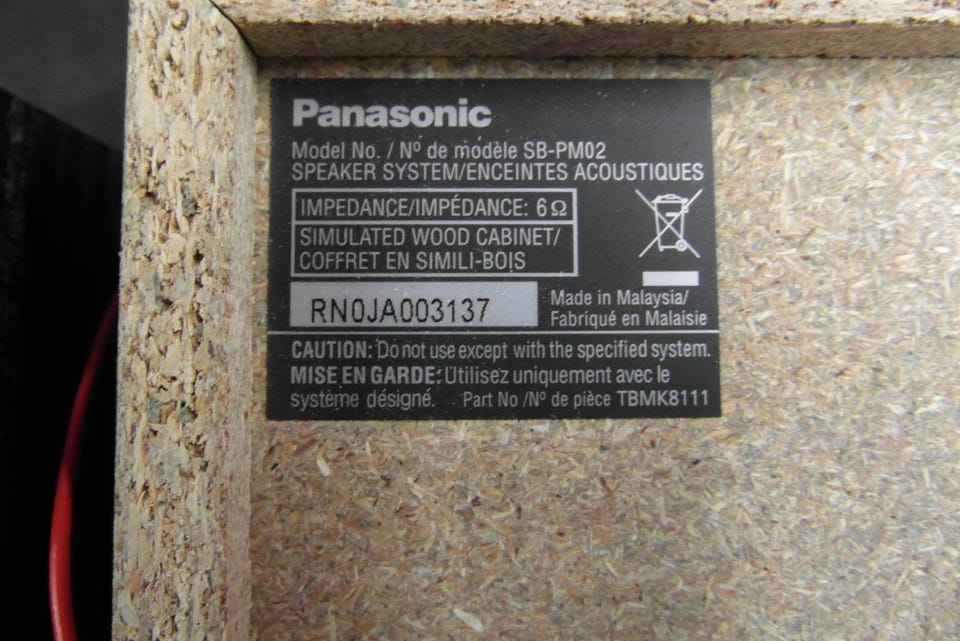 Panasonic
Model No. / Nº de modèle SB-PM02
SPEAKER SYSTEM/ENCEINTES ACOUSTIQUES
IMPEDANCE/IMPÉDANCE: 6Ω
SIMULATED WOOD CABINET/
COFFRET EN SIMILI-BOIS
RN0JA003137
Made in Malaysia/
Fabriqué en Malaisie
CAUTION: Do not use except with the specified system.
MISE EN GARDE: Utilisez uniquement avec le
système désigné. Part No /Nº de pièce TBMK8111